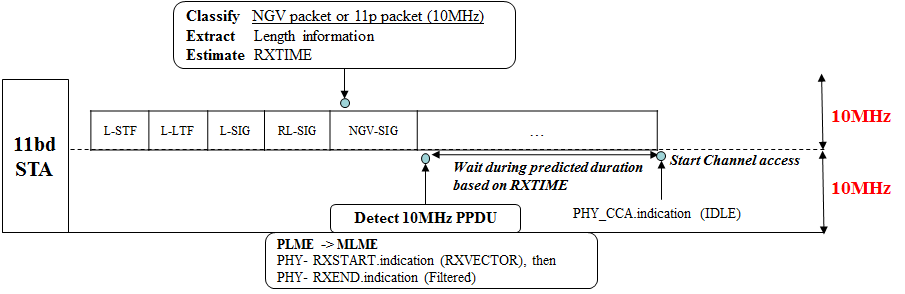 Classify NGV packet or 11p packet (10MHz)
Extract Length information
Estimate RXTIME
11bd
STA
L-STF
L-LTF
L-SIG
RL-SIG
NGV-SIG
...
10MHz
Wait during predicted duration
based on RXTIME
Start Channel access
10MHz
Detect 10MHz PPDU
PHY_CCA.indication (IDLE)
PLME -> MLME
PHY- RXSTART.indication (RXVECTOR), then
PHY- RXEND.indication (Filtered)